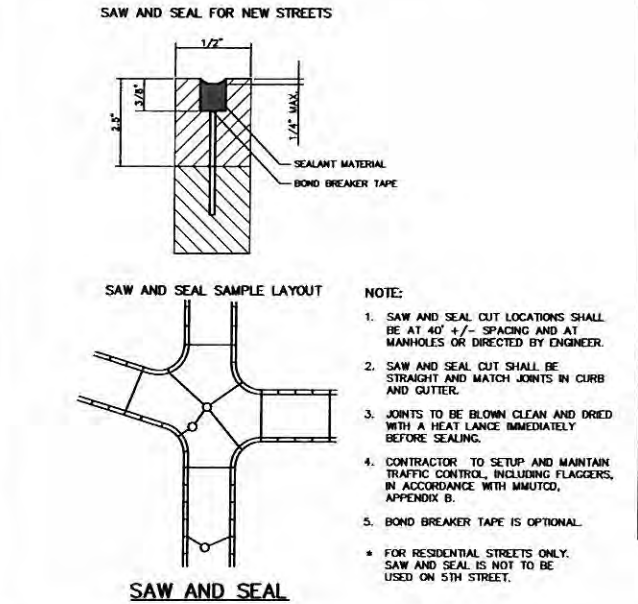 SAW AND SEAL FOR NEW STREETS
1/2"
3/8"
2.5"
1/4" MAX.
SEALANT MATERIAL
BOND BREAKER TAPE
SAW AND SEAL SAMPLE LAYOUT
NOTE:
1. SAW AND SEAL CUT LOCATIONS SHALL
BE AT 40' +/- SPACING AND AT
MANHOLES OR DIRECTED BY ENGINEER.
2. SAW AND SEAL CUT SHALL BE
STRAIGHT AND MATCH JOINTS IN CURB
AND GUTTER.
3. JOINTS TO BE BLOWN CLEAN AND DRIED
WITH A HEAT LANCE IMMEDIATELY
BEFORE SEALING.
4. CONTRACTOR TO SETUP AND MAINTAIN
TRAFFIC CONTROL, INCLUDING FLAGGERS,
IN ACCORDANCE WITH MMUTCD,
APPENDIX B.
5. BOND BREAKER TAPE IS OPTIONAL.
* FOR RESIDENTIAL STREETS ONLY.
SAW AND SEAL IS NOT TO BE
USED ON 5TH STREET.
SAW AND SEAL